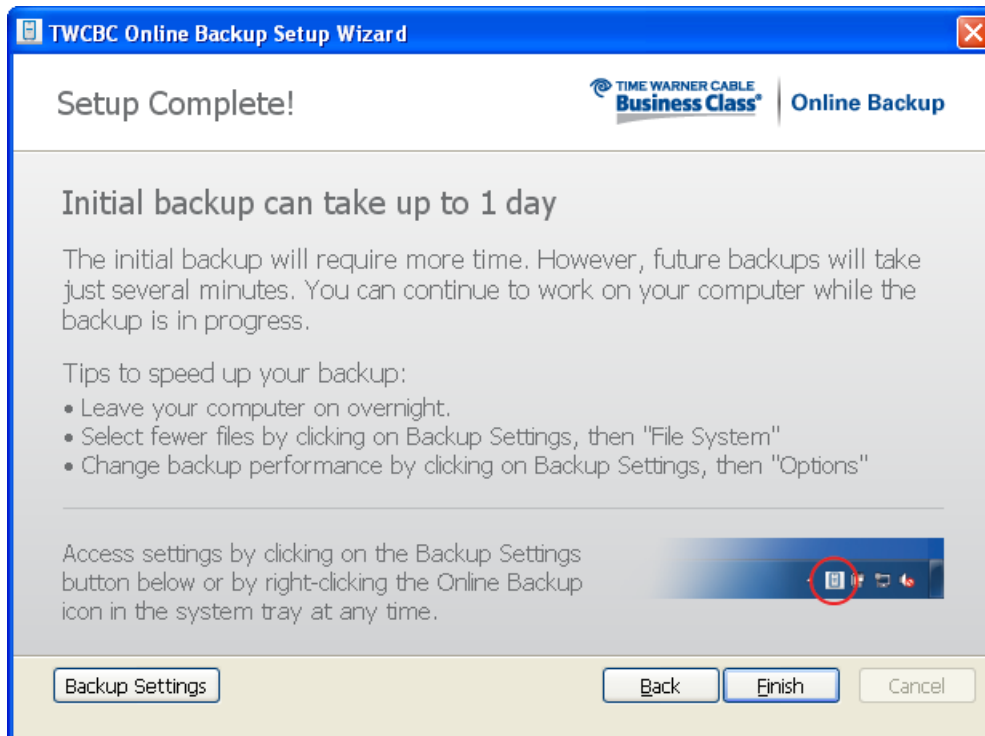 TWCBC Online Backup Setup Wizard
Setup Complete!
TIME WARNER CABLE
Business Class®
Online Backup
Initial backup can take up to 1 day
The initial backup will require more time. However, future backups will take
just several minutes. You can continue to work on your computer while the
backup is in progress.
Tips to speed up your backup:
• Leave your computer on overnight.
• Select fewer files by clicking on Backup Settings, then "File System"
• Change backup performance by clicking on Backup Settings, then "Options"
Access settings by clicking on the Backup Settings
button below or by right-clicking the Online Backup
icon in the system tray at any time.
Backup Settings
Back
Finish
Cancel